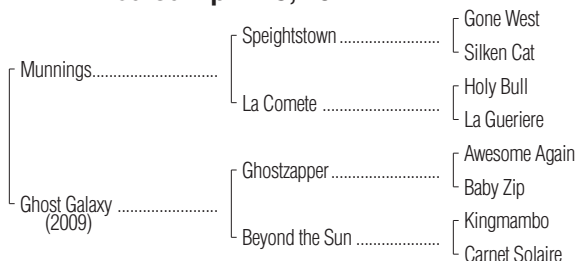 Gone West
Speightstown
Silken Cat
Munnings
Holy Bull
La Comete
La Gueriere
Awesome Again
Ghostzapper
Baby Zip
Ghost Galaxy
(2009)
Kingmambo
Beyond the Sun
Carnet Solaire